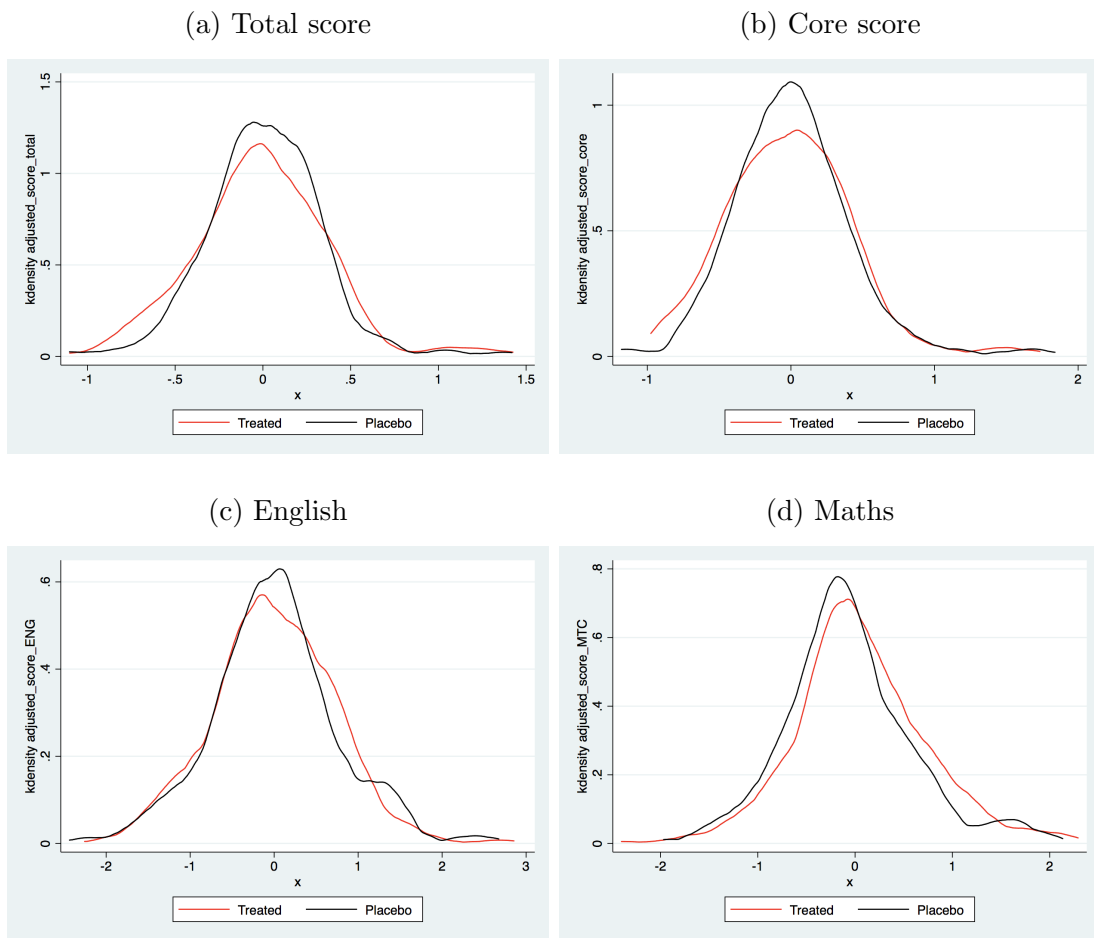 (a) Total score
(b) Core score
kdensity adjusted_score_total
0 .5 1 1.5
-1 -.5 0 .5 1 1.5
x
Treated Placebo
kdensity adjusted_score_core
0 .5 1
-1 0 1 2
x
Treated Placebo
(c) English
(d) Maths
kdensity adjusted_score_ENG
0 .2 .4 .6
-2 -1 0 1 2 3
x
Treated Placebo
kdensity adjusted_score_MTC
0 .2 .4 .6 .8
-2 -1 0 1 2
x
Treated Placebo